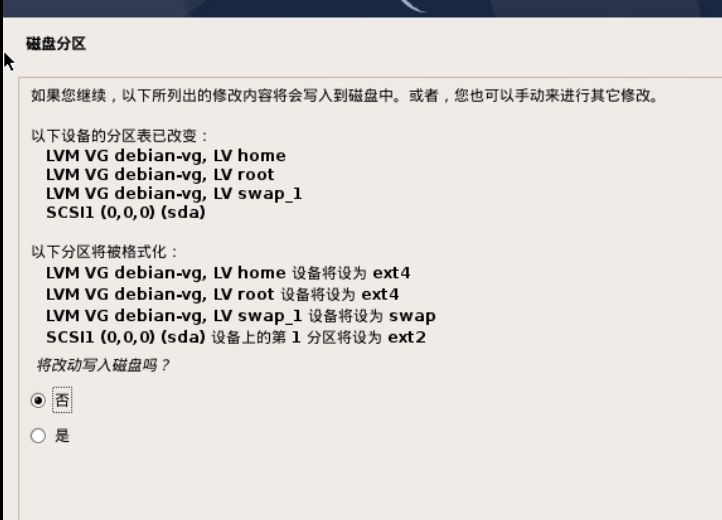 磁盘分区
如果您继续，以下所列出的修改内容将会写入到磁盘中。或者，您也可以手动来进行其它修改。
以下设备的分区表已改变：
LVM VG debian-vg, LV home
LVM VG debian-vg, LV root
LVM VG debian-vg, LV swap_1
SCSI1 (0,0,0) (sda)
以下分区将被格式化：
LVM VG debian-vg, LV home 设备将设为 ext4
LVM VG debian-vg, LV root 设备将设为 ext4
LVM VG debian-vg, LV swap_1 设备将设为 swap
SCSI1 (0,0,0) (sda) 设备上的第 1 分区将设为 ext2
将改动写入磁盘吗？
否
是